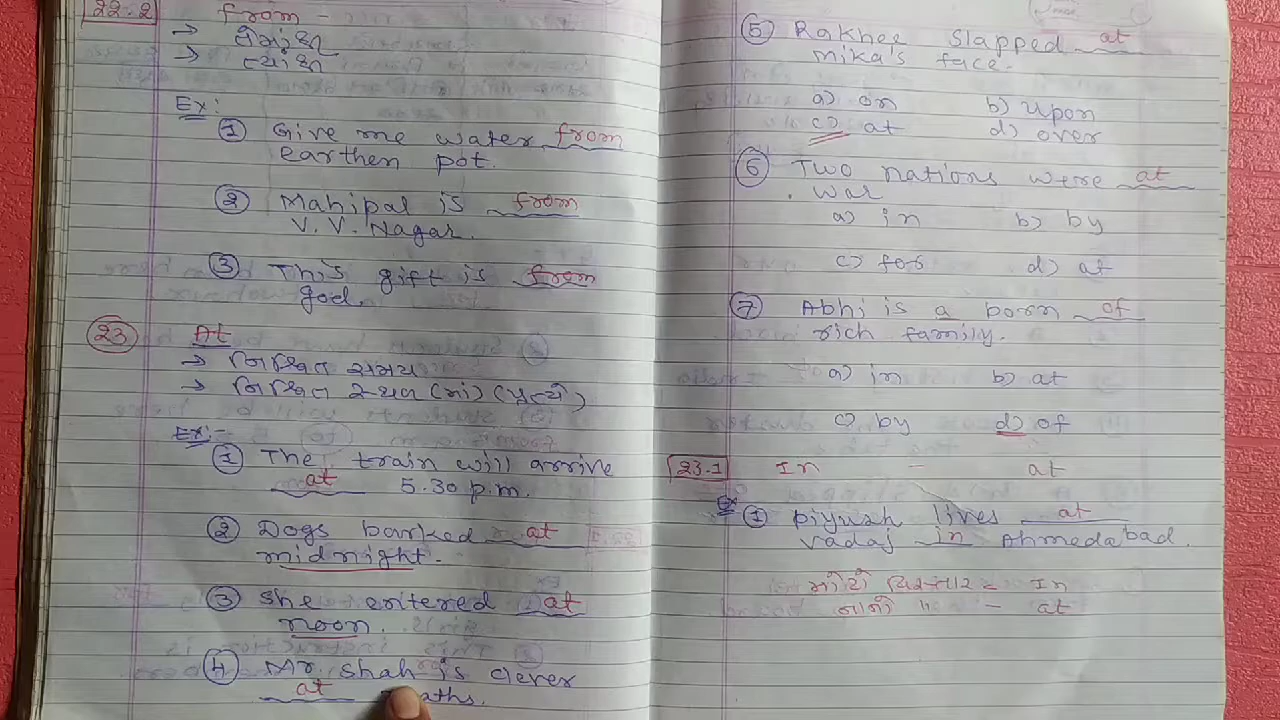 22.2 from -
→
→ ત્યાંથી
Ex:
① Give me water from
earthen pot.
② Mahipal is from
V. V. Nagar.
③ This gift is from
god.
23 At
→ નિશ્ચિત સમય
→ નિશ્ચિત સ્થળ (માં) (પ્રત્યે)
Ex:-
① The train will arrive
at 5.30 p.m.
② Dogs barked at
midnight.
③ She entered at
noon.
④ Mr. Shah is clever
at maths.
⑤ Rakhee slapped at
mika's face.
a) on b) upon
c) at d) over
⑥ Two nations were at
war
a) in b) by
c) for d) at
⑦ Abhi is a born of
rich family.
a) in b) at
c) by d) of
23.1 In - at
Ex ① Piyush lives at
Vadaj in Ahmedabad.
મોટો વિસ્તાર = In
નાનો " - at